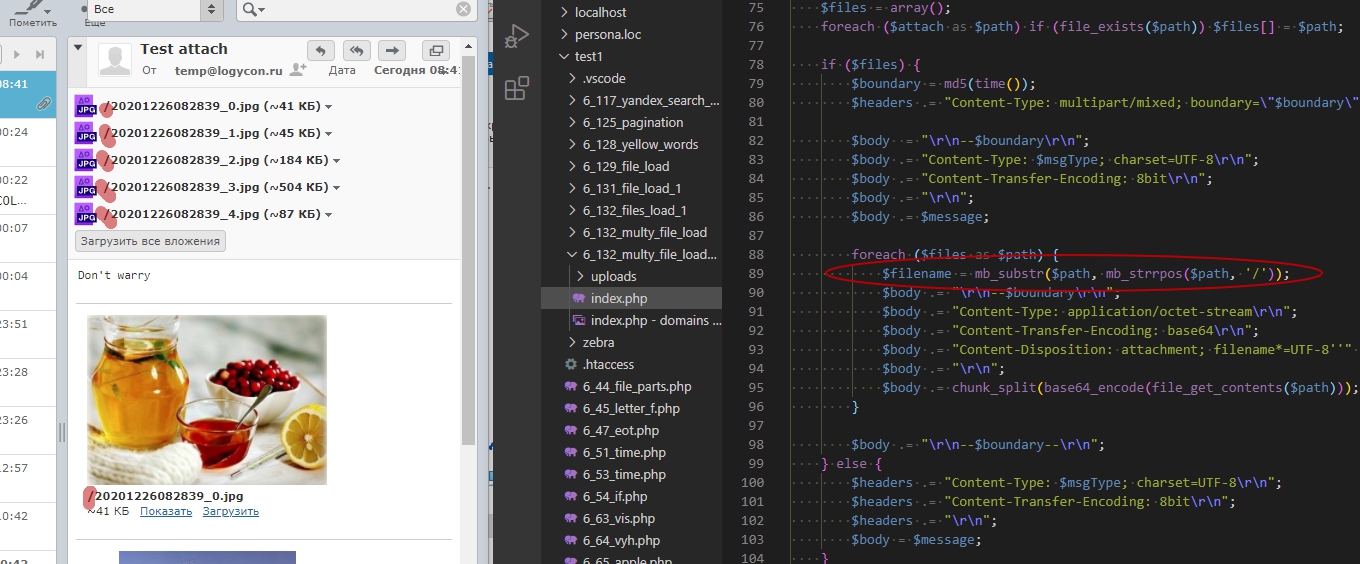 Пометить
Еще
Все
Q
08:41
00:24
00:22
COL...
00:07
00:04
23:51
23:28
23:26
12:57
10:42
Test attach
От temp@logycon.ru Дата Сегодня 08:41
/20201226082839_0.jpg (~41 КБ)
/20201226082839_1.jpg (~45 КБ)
/20201226082839_2.jpg (~184 КБ)
/20201226082839_3.jpg (~504 КБ)
/20201226082839_4.jpg (~87 КБ)
Загрузить все вложения
Don't warry
/20201226082839_0.jpg
~41 КБ Показать Загрузить
localhost
persona.loc
test1
.vscode
6_117_yandex_search_...
6_125_pagination
6_128_yellow_words
6_129_file_load
6_131_file_load_1
6_132_files_load_1
6_132_multy_file_load
6_132_multy_file_load...
uploads
index.php
index.php - domains ...
zebra
.htaccess
6_44_file_parts.php
6_45_letter_f.php
6_47_eot.php
6_51_time.php
6_53_time.php
6_54_if.php
6_63_vis.php
6_64_vyh.php
6_65_apple.php
75 $files = array();
76 foreach ($attach as $path) if (file_exists($path)) $files[] = $path;
77
78 if ($files) {
79 $boundary = md5(time());
80 $headers .= "Content-Type: multipart/mixed; boundary=\"$boundary\"
81
82 $body = "\r\n--$boundary\r\n";
83 $body .= "Content-Type: $msgType; charset=UTF-8\r\n";
84 $body .= "Content-Transfer-Encoding: 8bit\r\n";
85 $body .= "\r\n";
86 $body .= $message;
87
88 foreach ($files as $path) {
89 $filename = mb_substr($path, mb_strrpos($path, '/'));
90 $body .= "\r\n--$boundary\r\n";
91 $body .= "Content-Type: application/octet-stream\r\n";
92 $body .= "Content-Transfer-Encoding: base64\r\n";
93 $body .= "Content-Disposition: attachment; filename*=UTF-8''"
94 $body .= "\r\n";
95 $body .= chunk_split(base64_encode(file_get_contents($path)));
96 }
97
98 $body .= "\r\n--$boundary--\r\n";
99 } else {
100 $headers .= "Content-Type: $msgType; charset=UTF-8\r\n";
101 $headers .= "Content-Transfer-Encoding: 8bit\r\n";
102 $headers .= "\r\n";
103 $body = $message;
104 }